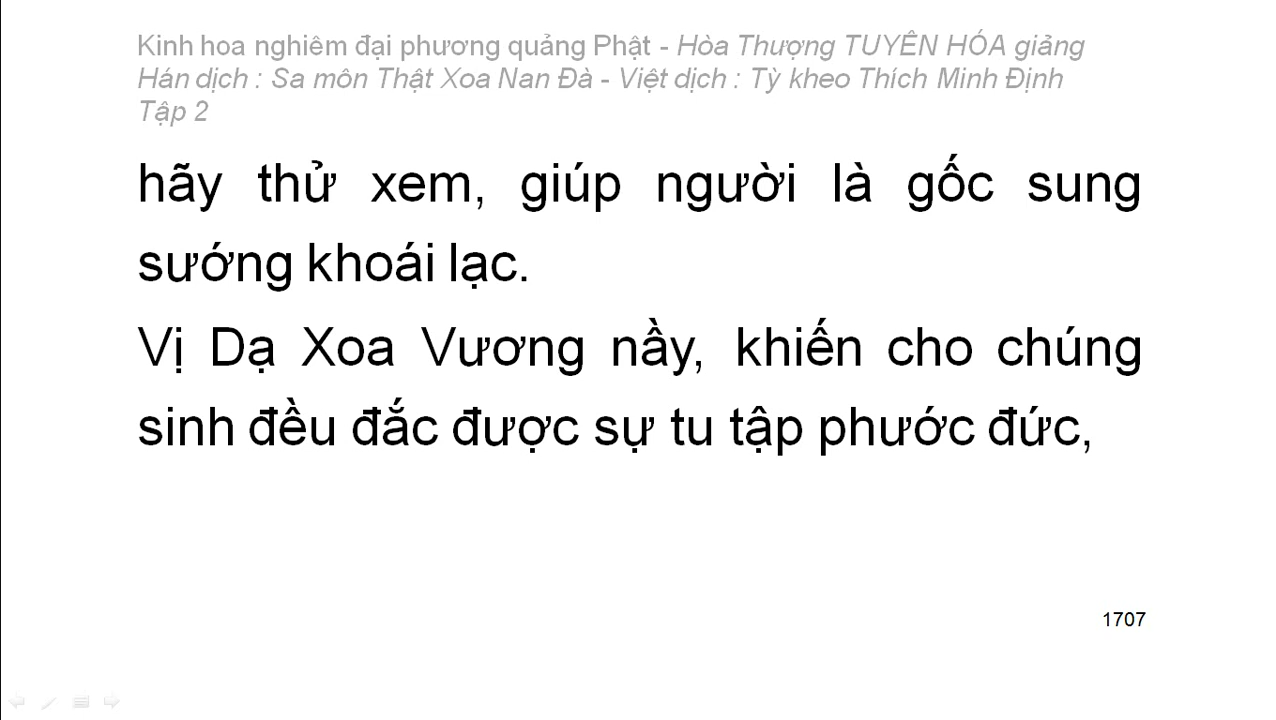 Kinh hoa nghiêm đại phương quảng Phật - Hòa Thượng TUYÊN HÓA giảng
Hán dịch : Sa môn Thật Xoa Nan Đà - Việt dịch : Tỳ kheo Thích Minh Định
Tập 2
hãy thử xem, giúp người là gốc sung
sướng khoái lạc.
Vị Dạ Xoa Vương nầy, khiến cho chúng
sinh đều đắc được sự tu tập phước đức,
1707